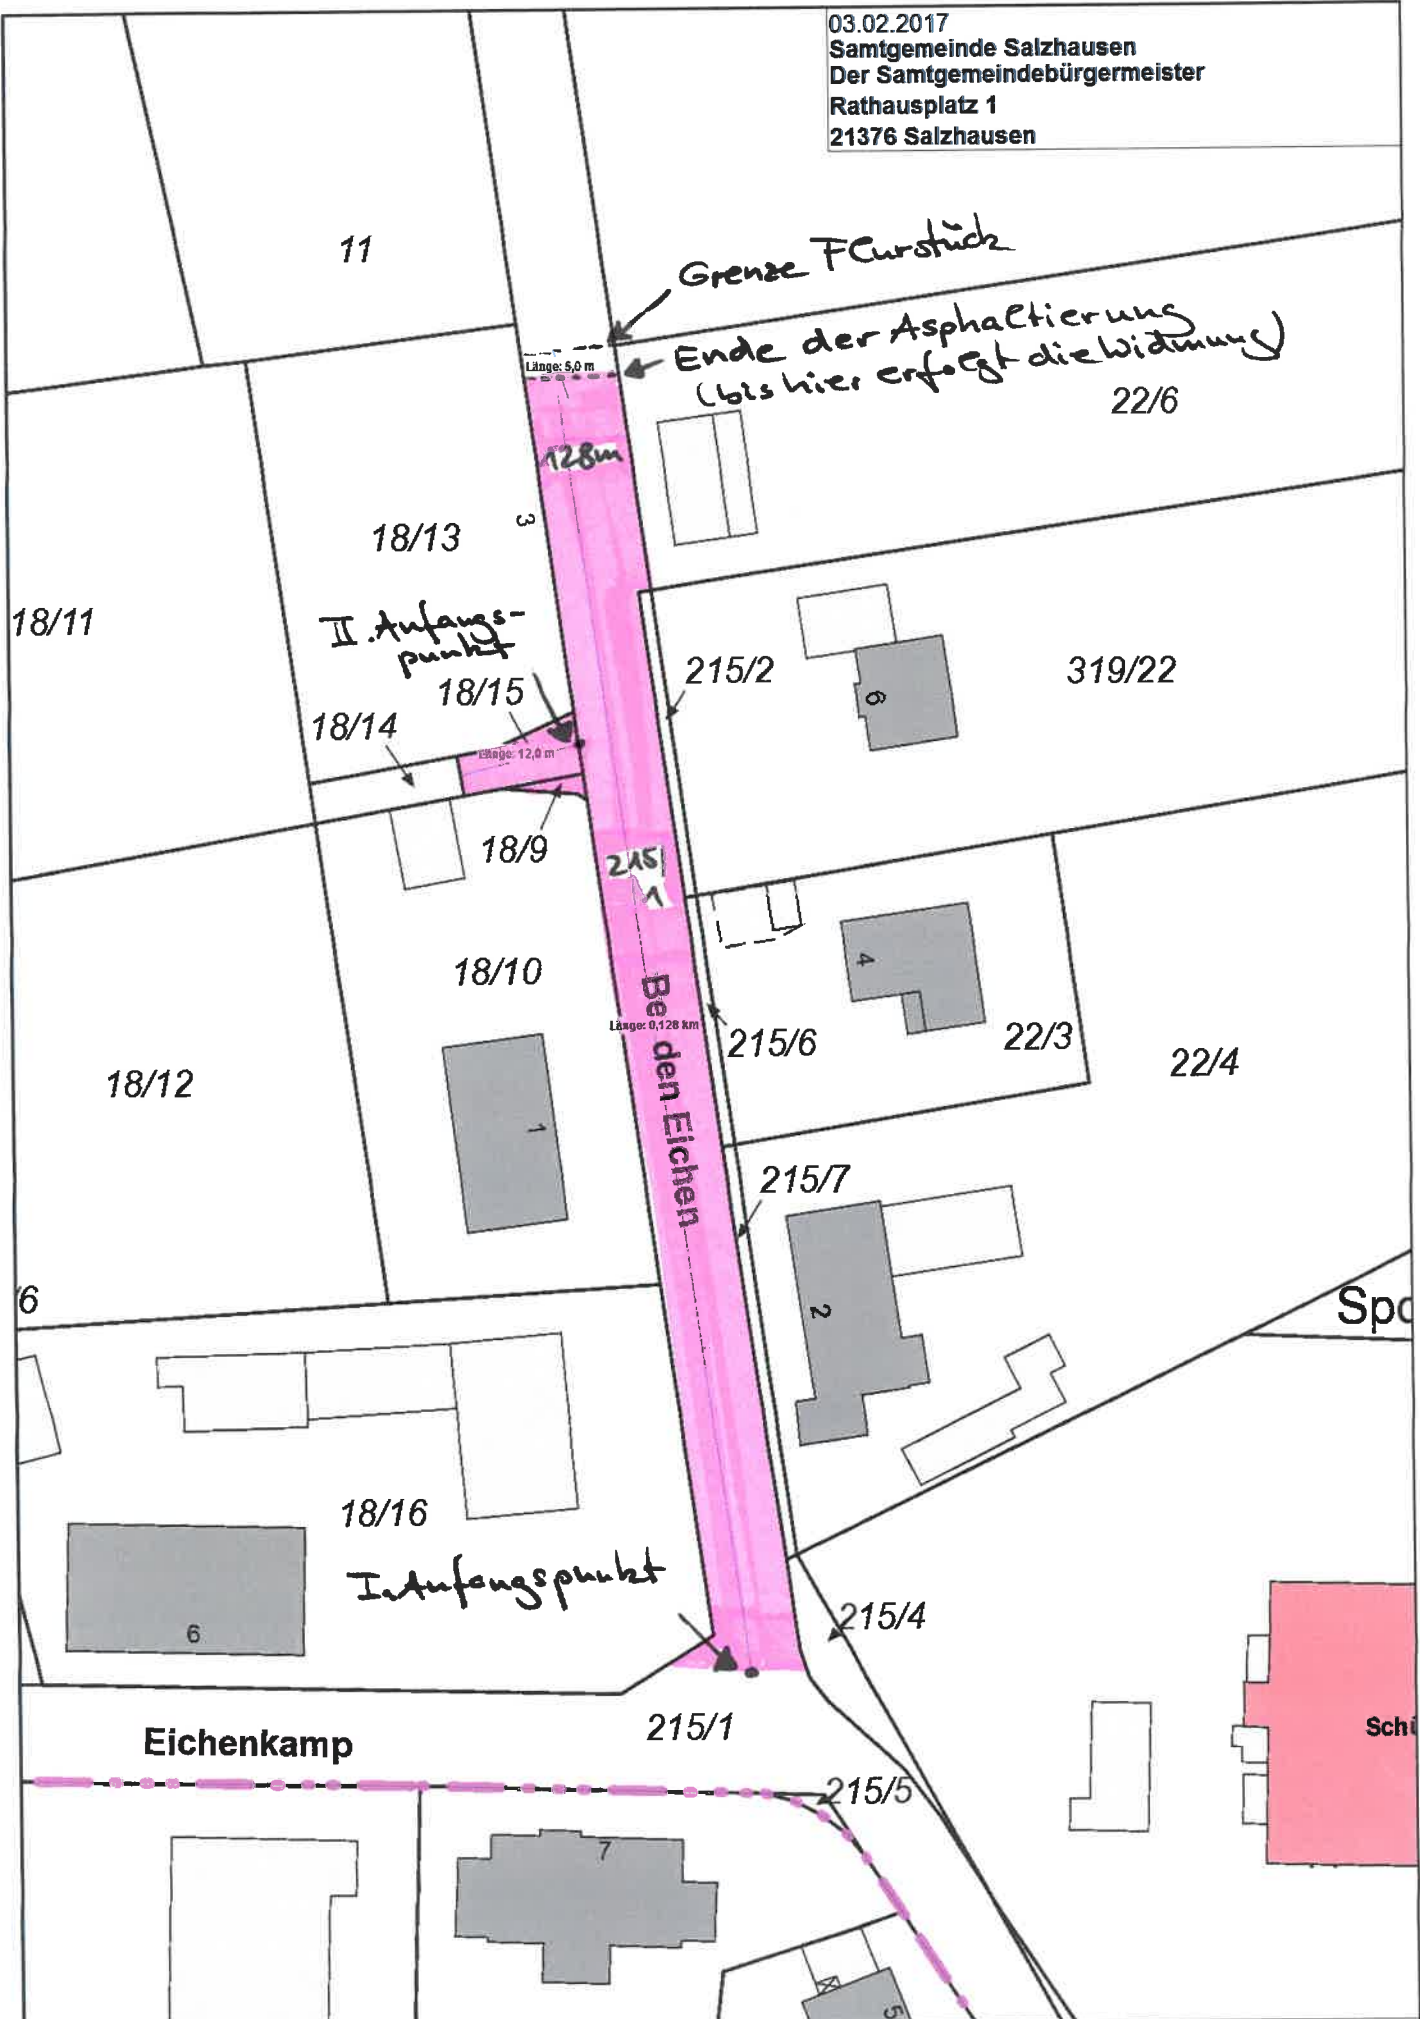 03.02.2017
Samtgemeinde Salzhausen
Der Samtgemeindebürgermeister
Rathausplatz 1
21376 Salzhausen
11
Grenze Flurstück
Ende der Asphaltierung
(bis hier erfolgt die Widmung)
Länge: 5,0 m
22/6
128m
3
18/13
18/11
II. Anfangs-
punkt
18/15
215/2
319/22
6
18/14
Länge: 12,0 m
18/9
215/
1
18/10
4
Bei den Eichen
Länge: 0,128 km
215/6
22/3
22/4
18/12
1
215/7
2
/6
Spo
18/16
I. Anfangspunkt
6
215/4
215/1
Eichenkamp
Schü
215/5
7
5